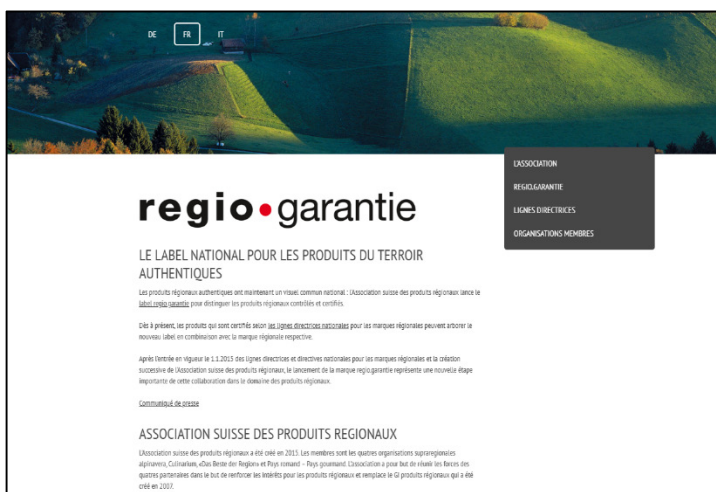 DE FR IT
L'ASSOCIATION
REGIO.GARANTIE
LIGNES DIRECTRICES
ORGANISATIONS MEMBRES
regio•garantie
LE LABEL NATIONAL POUR LES PRODUITS DU TERROIR
AUTHENTIQUES
Les produits régionaux authentiques ont maintenant un visuel commun national : l'Association suisse des produits régionaux lance le
label regio.garantie pour distinguer les produits régionaux contrôlés et certifiés.
Dès à présent, les produits qui sont certifiés selon les lignes directrices nationales pour les marques régionales peuvent arborer le
nouveau label en combinaison avec la marque régionale respective.
Après l'entrée en vigueur le 1.1.2015 des lignes directrices et directives nationales pour les marques régionales et la création
successive de l'Association suisse des produits régionaux, le lancement de la marque regio.garantie représente une nouvelle étape
importante de cette collaboration dans le domaine des produits régionaux.
Communiqué de presse
ASSOCIATION SUISSE DES PRODUITS REGIONAUX
L'Association suisse des produits régionaux a été créé en 2015. Les membres sont les quatres organisations supraregionales
alpinavera, Culinarium, «Das Beste der Region» et Pays romand – Pays gourmand. L'association a pour but de réunir les forces des
quatres partenaires dans le but de renforcer les intérêts pour les produits régionaux et remplace le GI produits régionaux qui a été
créé en 2007.